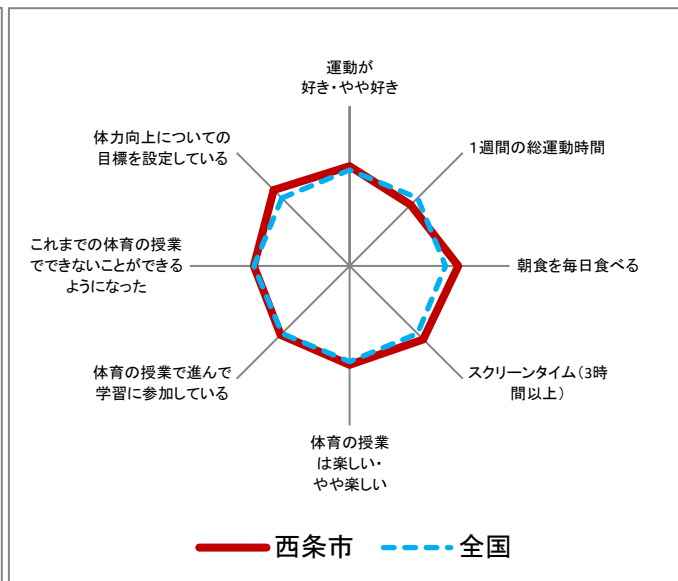 運動が
好き・やや好き
体力向上についての
目標を設定している
1週間の総運動時間
これまでの体育の授業
でできないことができる
ようになった
朝食を毎日食べる
体育の授業で進んで
学習に参加している
スクリーンタイム(3時
間以上)
体育の授業
は楽しい・
やや楽しい
西条市
全国